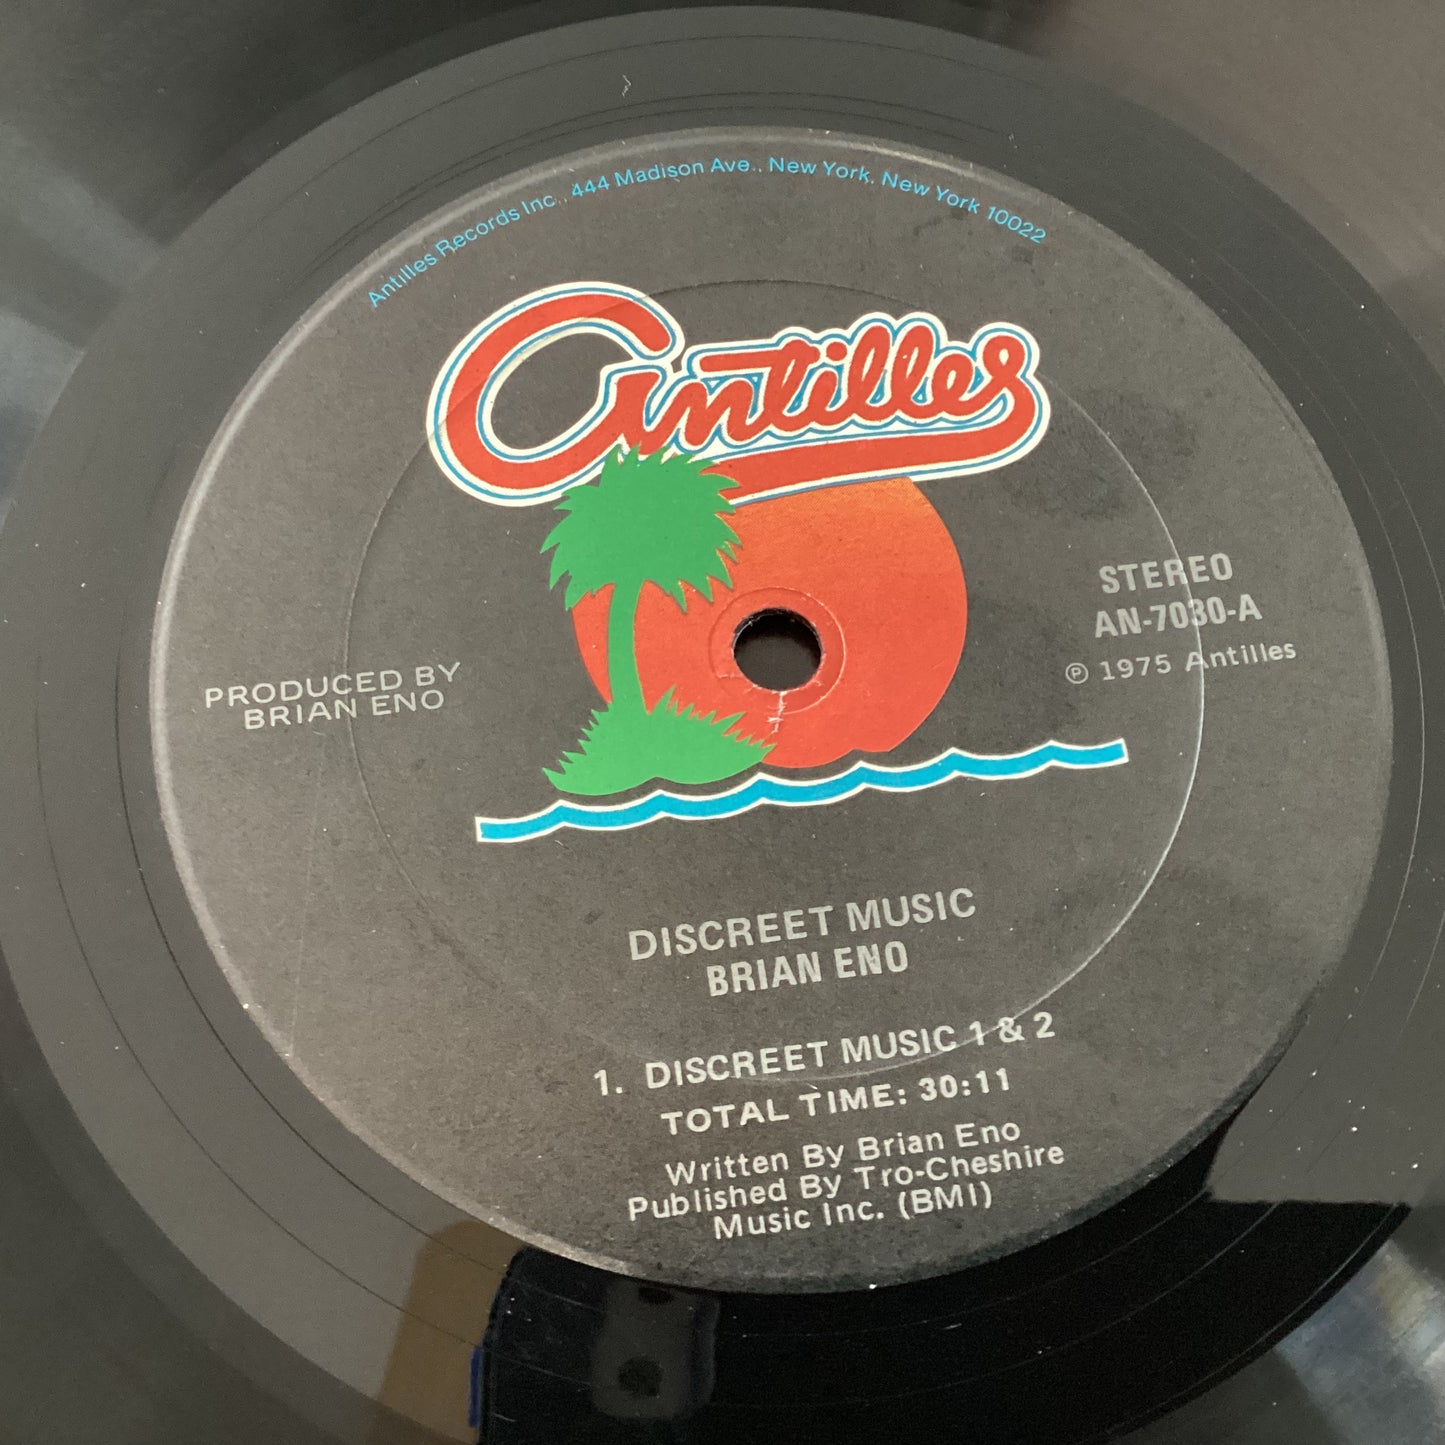 Antilles Records Inc., 444 Madison Ave., New York, New York 10022
Antilles
STEREO
AN-7030-A
℗ 1975 Antilles
PRODUCED BY
BRIAN ENO
DISCREET MUSIC
BRIAN ENO
1. DISCREET MUSIC 1 & 2
TOTAL TIME: 30:11
Written By Brian Eno
Published By Tro-Cheshire
Music Inc. (BMI)